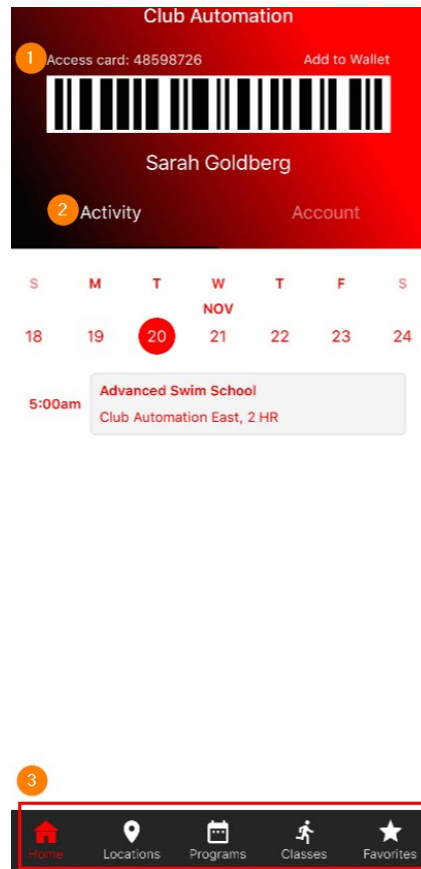 Club Automation
1 Access card: 48598726 Add to Wallet
Sarah Goldberg
2 Activity Account
S M T W T F S
NOV
18 19 20 21 22 23 24
5:00am Advanced Swim School
Club Automation East, 2 HR
3
Home Locations Programs Classes Favorites